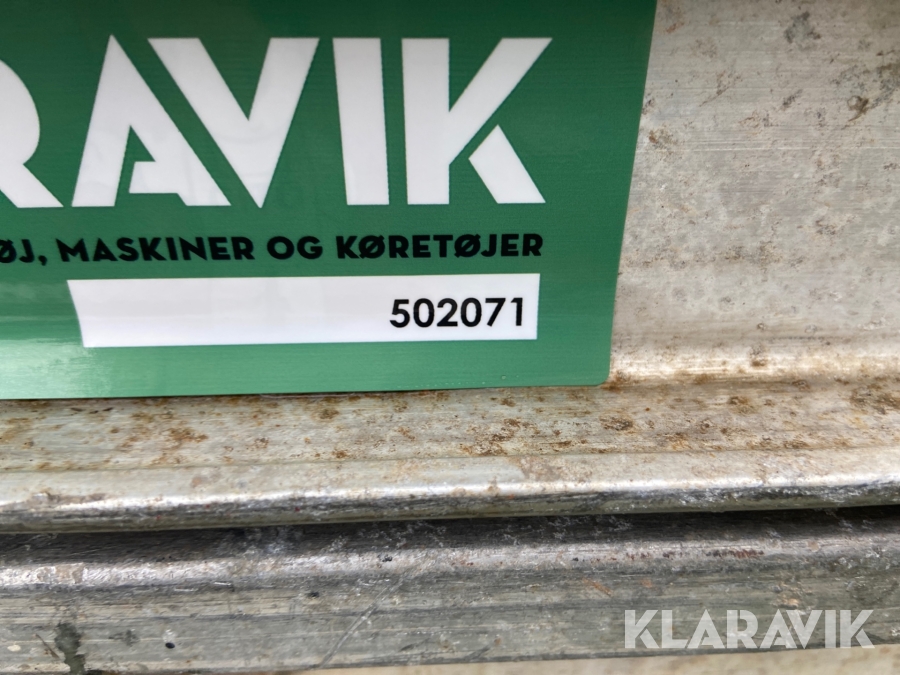 RAVIK
ØJ, MASKINER OG KØRETØJER
502071
KLARAVIK